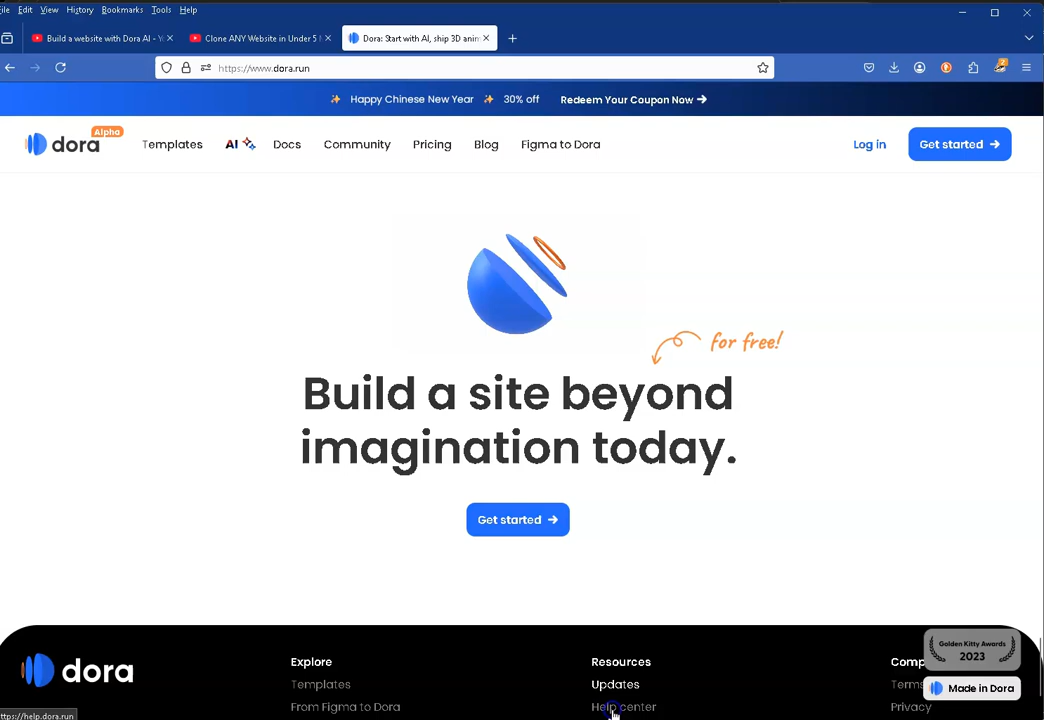 ile Edit View History Bookmarks Tools Help
Build a website with Dora AI - Y
Clone ANY Website in Under 5
Dora: Start with AI, ship 3D anim
https://www.dora.run
2
✨ Happy Chinese New Year ✨ 30% off Redeem Your Coupon Now →
dora Alpha
Templates AI Docs Community Pricing Blog Figma to Dora
Log in
Get started →
for free!
Build a site beyond
imagination today.
Get started →
dora
Explore
Templates
From Figma to Dora
Resources
Updates
Help center
Comp
Terms
Privacy
Golden Kitty Awards
2023
Made in Dora
ttps://help.dora.run